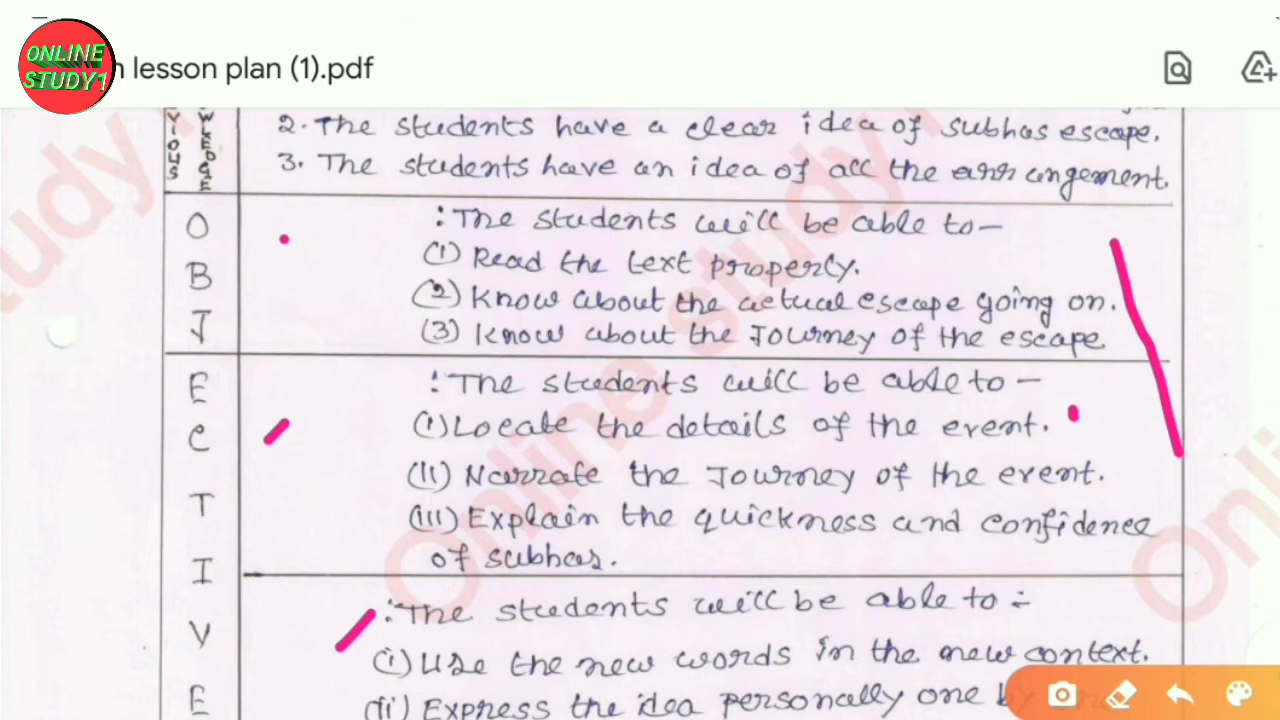 ONLINE
STUDY1
n lesson plan (1).pdf
2. The students have a clear idea of subhas escape.
3. The students have an idea of all the arrangement.
: The students will be able to—
(1) Read the text property.
(2) Know about the actual escape going on.
(3) Know about the Journey of the escape.
: The students will be able to —
(i) Locate the details of the event.
(II) Narrate the Journey of the event.
(III) Explain the quickness and confidence
of subhas.
: The students will be able to :-
(i) Use the new words in the new context.
(ii) Express the idea personally one by
O
B
J
E
C
T
I
V
E
Online Study